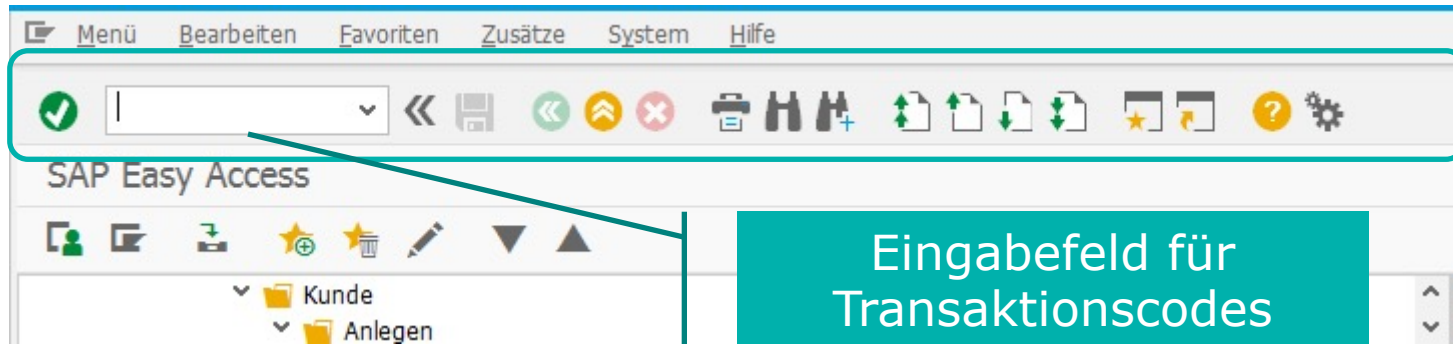 Menü Bearbeiten Favoriten Zusätze System Hilfe
SAP Easy Access
Kunde
Anlegen
Eingabefeld für
Transaktionscodes